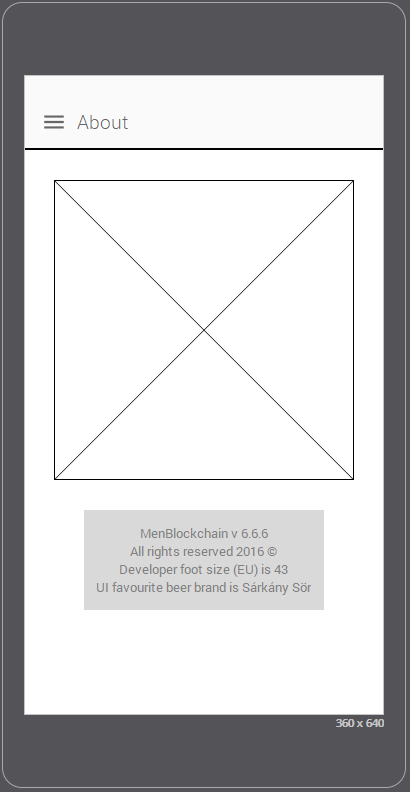 About
MenBlockchain v 6.6.6
All rights reserved 2016 ©
Developer foot size (EU) is 43
UI favourite beer brand is Sárkány Sör
360 x 640